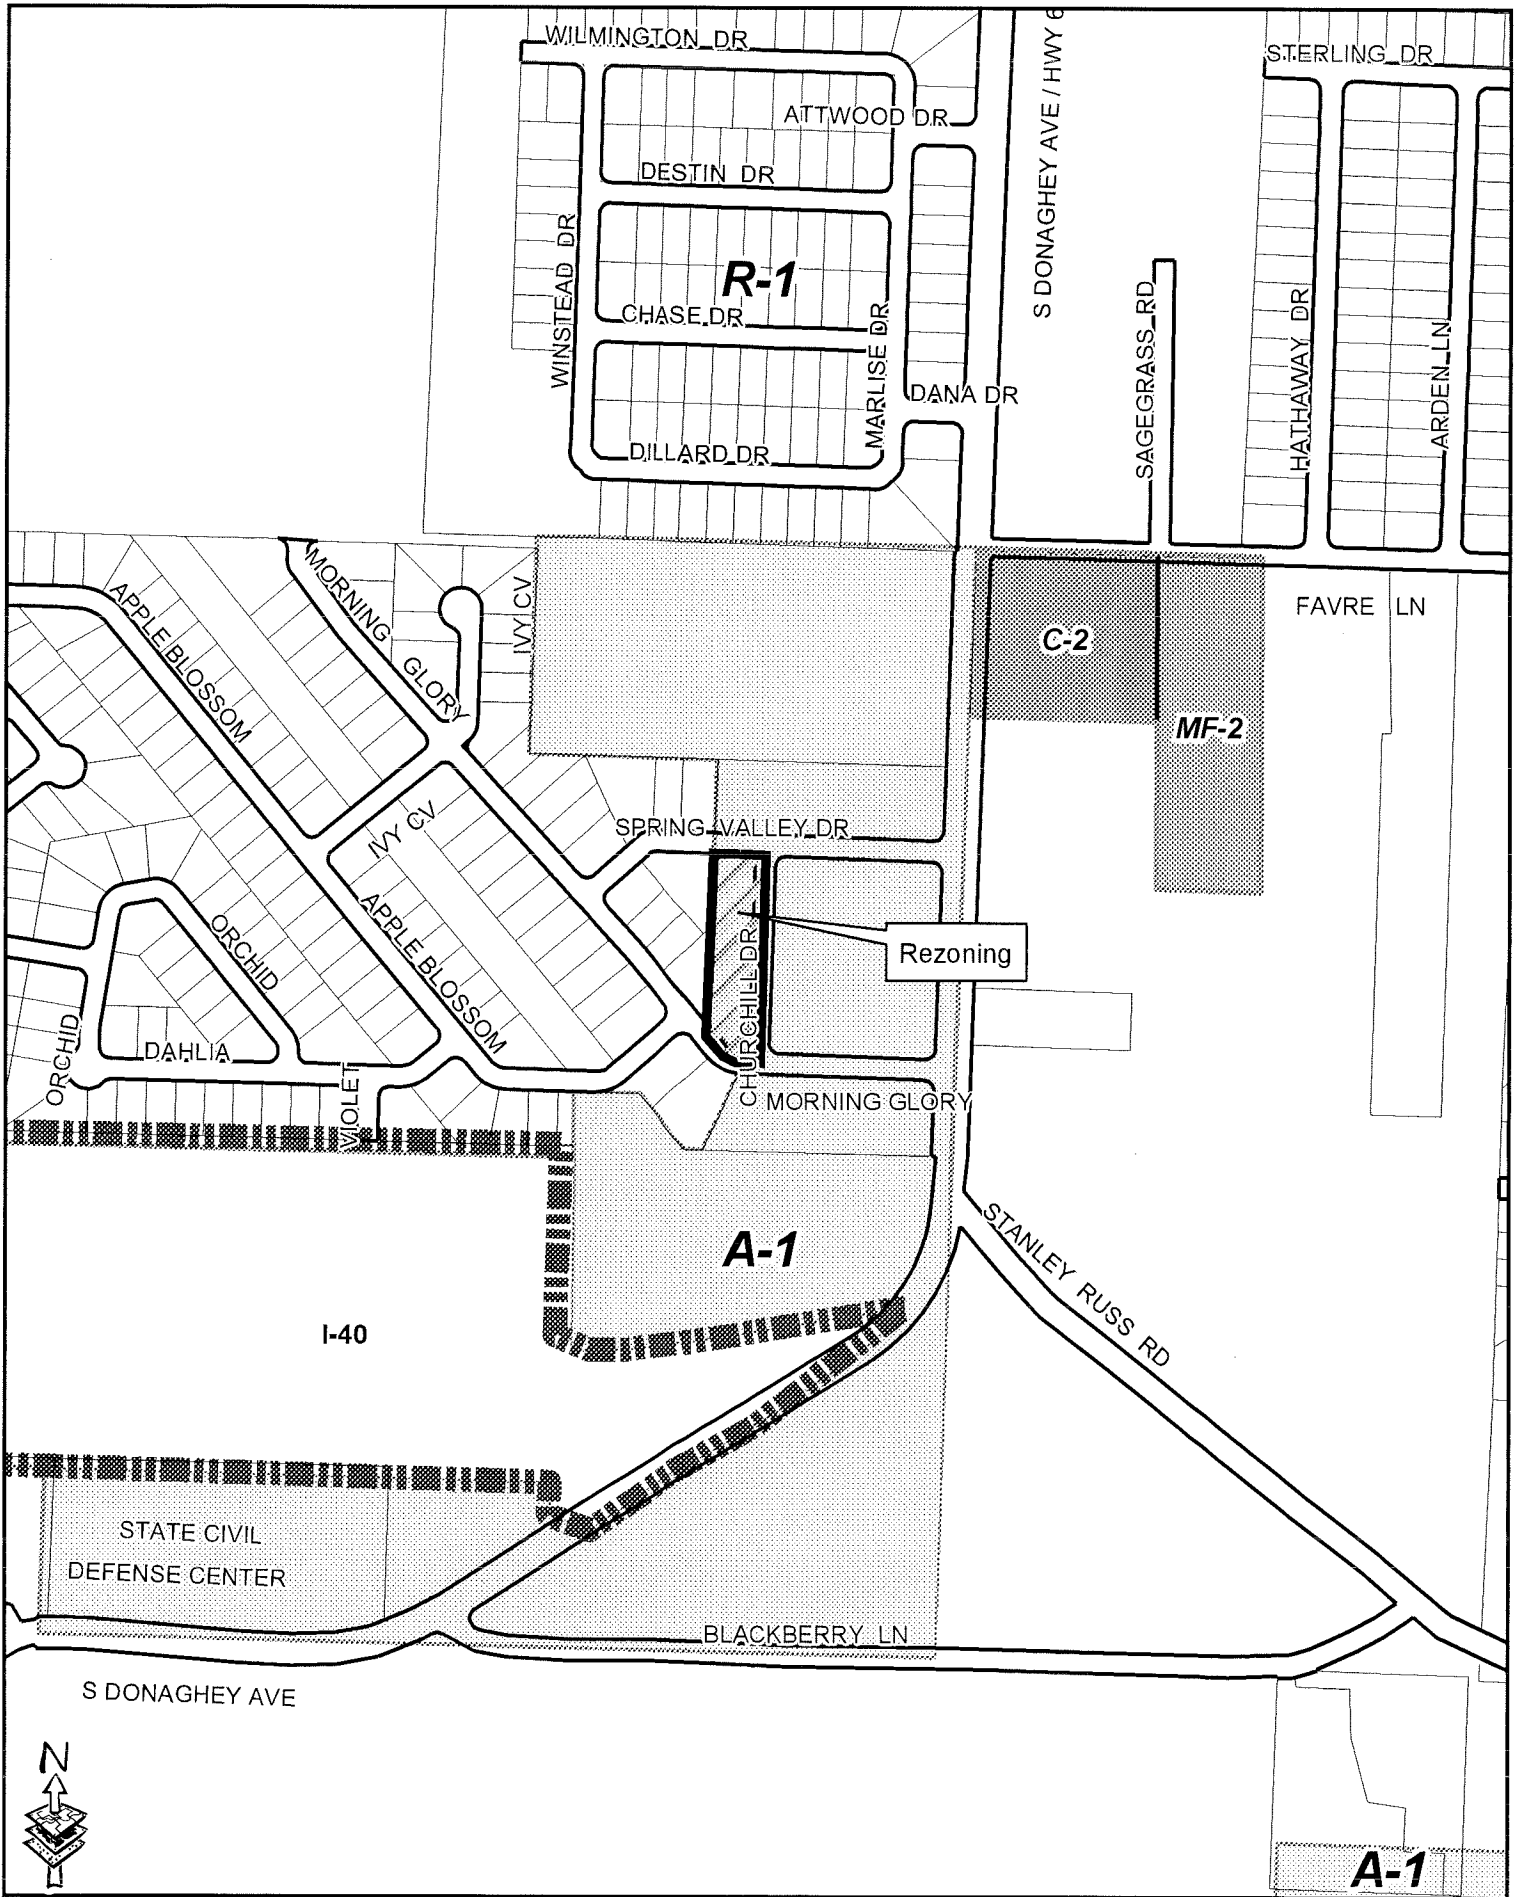 WILMINGTON DR
S DONAGHEY AVE / HWY 6
STERLING DR
ATTWOOD DR
DESTIN DR
WINSTEAD DR
R-1
CHASE DR
MARLISE DR
SAGEGRASS RD
HATHAWAY DR
ARDEN LN
DANA DR
DILLARD DR
MORNING GLORY
APPLE BLOSSOM
IVY CV
C-2
FAVRE LN
MF-2
SPRING VALLEY DR
IVY CV
APPLE BLOSSOM
ORCHID
Rezoning
CHURCHILL DR
ORCHID
DAHLIA
VIOLET
MORNING GLORY
A-1
STANLEY RUSS RD
I-40
STATE CIVIL
DEFENSE CENTER
BLACKBERRY LN
S DONAGHEY AVE
N
A-1